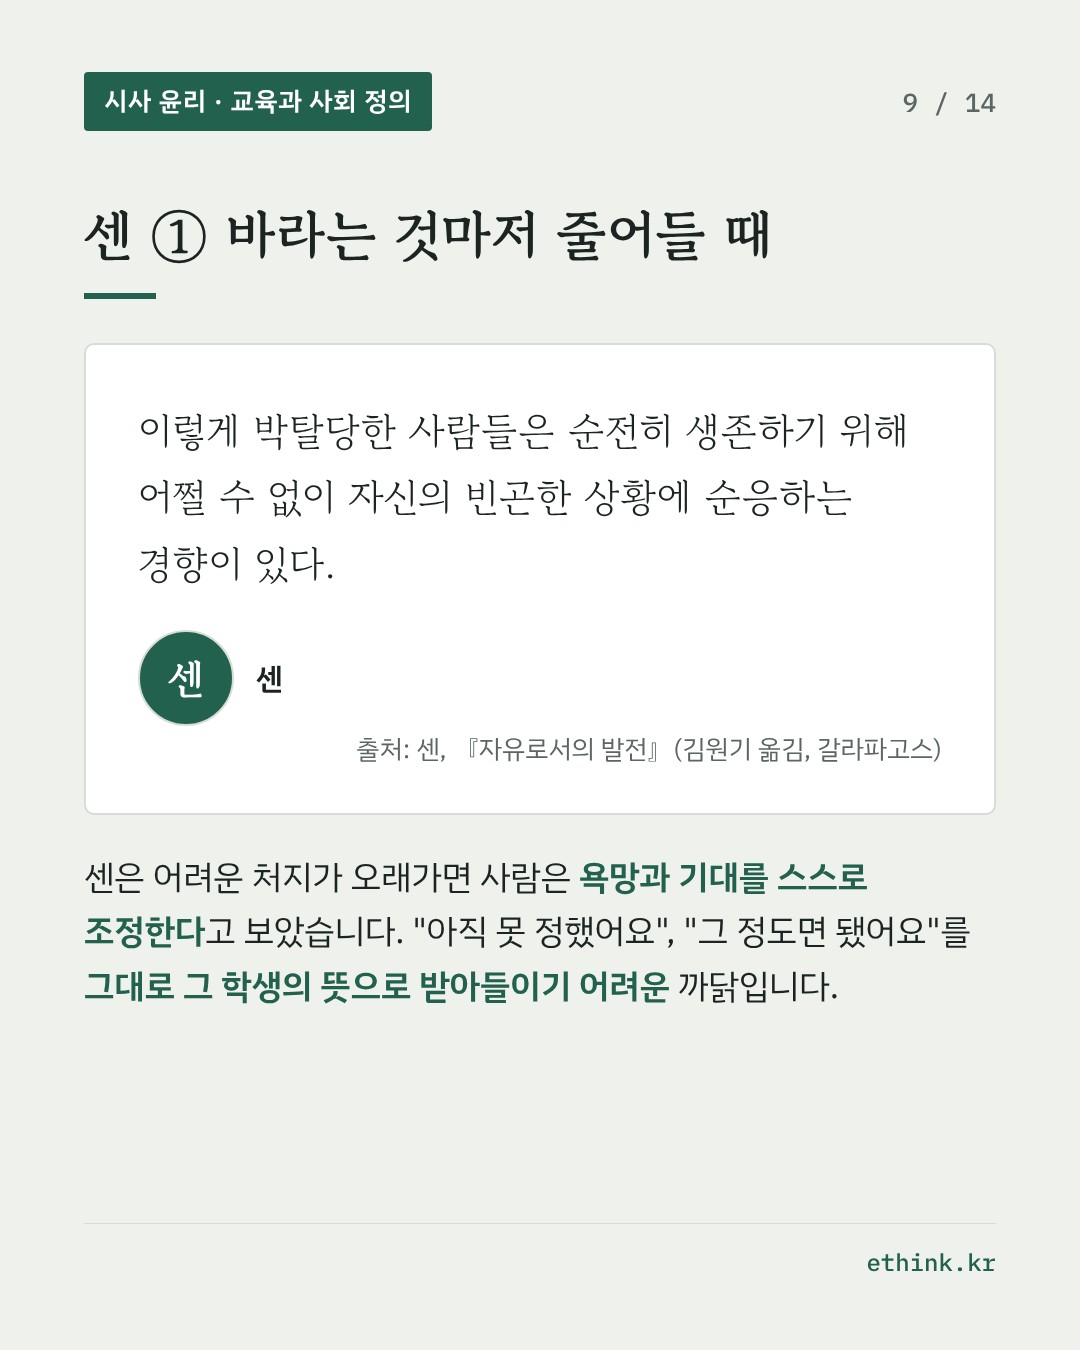 시사 윤리 · 교육과 사회 정의
9 / 14
센 ① 바라는 것마저 줄어들 때
이렇게 박탈당한 사람들은 순전히 생존하기 위해
어쩔 수 없이 자신의 빈곤한 상황에 순응하는
경향이 있다.
센
센
출처: 센, 『자유로서의 발전』 (김원기 옮김, 갈라파고스)
센은 어려운 처지가 오래가면 사람은 욕망과 기대를 스스로
조정한다고 보았습니다. "아직 못 정했어요", "그 정도면 됐어요"를
그대로 그 학생의 뜻으로 받아들이기 어려운 까닭입니다.
ethink.kr